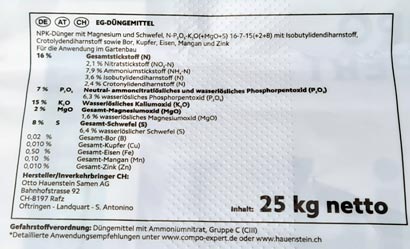 DE AT CH EG-DÜNGEMITTEL
NPK-Dünger mit Magnesium und Schwefel, N-P₂O₅-K₂O(+MgO+S) 16-7-15(+2+8) mit Isobutylidendiharnstoff,
Crotolydendiharnstoff sowie Bor, Kupfer, Eisen, Mangan und Zink
Für die Anwendung im Gartenbau
16 % Gesamtstickstoff (N)
2,1 % Nitratstickstoff (NO₃-N)
7,9 % Ammoniumstickstoff (NH₄-N)
3,6 % Isobutylidendiharnstoff (N)
2,4 % Crotonylidendiharnstoff (N)
7 % P₂O₅ Neutral-ammoncitratlösliches und wasserlösliches Phosphorpentoxid (P₂O₅)
6,3 % wasserlösliches Phosphorpentoxid (P₂O₅)
15 % K₂O Wasserlösliches Kaliumoxid (K₂O)
2 % MgO Gesamt-Magnesiumoxid (MgO)
1,6 % wasserlösliches Magnesiumoxid (MgO)
8 % S Gesamt-Schwefel (S)
6,4 % wasserlöslicher Schwefel (S)
0,02 % Gesamt-Bor (B)
0,010 % Gesamt-Kupfer (Cu)
0,50 % Gesamt-Eisen (Fe)
0,10 % Gesamt-Mangan (Mn)
0,010 % Gesamt-Zink (Zn)
Hersteller/Inverkehrbringer CH:
Otto Hauenstein Samen AG
Bahnhofstrasse 92
CH-8197 Rafz
Oftringen - Landquart - S. Antonino
Inhalt: 25 kg netto
Gefahrstoffverordnung: Düngemittel mit Ammoniumnitrat, Gruppe C (CIII)
*Detaillierte Anwendungsempfehlungen unter www.compo-expert.de oder www.hauenstein.ch